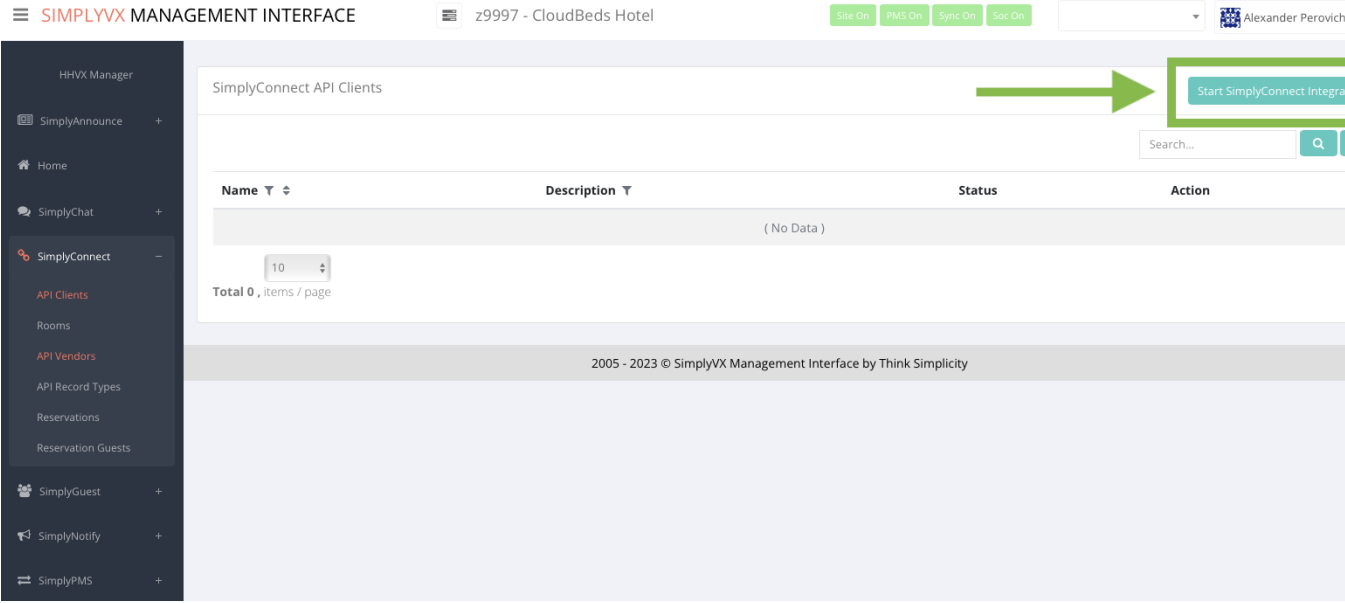 SIMPLYVX MANAGEMENT INTERFACE
z9997 - CloudBeds Hotel
Site On
PMS On
Sync On
Soc On
Alexander Perovich
HHVX Manager
SimplyAnnounce +
Home
SimplyChat +
SimplyConnect −
API Clients
Rooms
API Vendors
API Record Types
Reservations
Reservation Guests
SimplyGuest +
SimplyNotify +
SimplyPMS +
SimplyConnect API Clients
Start SimplyConnect Integra
Search...
Name
Description
Status
Action
( No Data )
10
Total 0 , items / page
2005 - 2023 © SimplyVX Management Interface by Think Simplicity